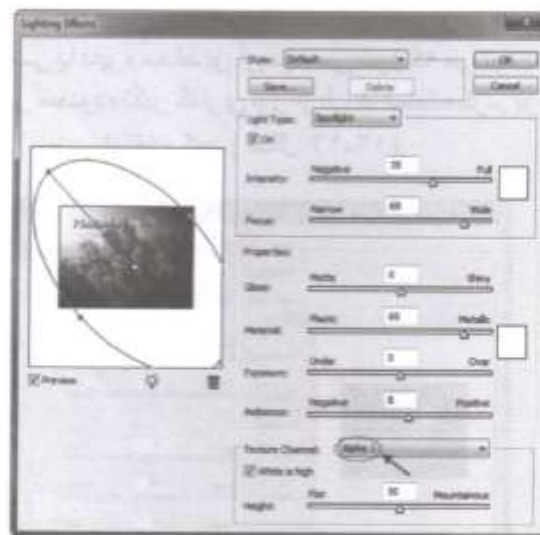 Lighting Effects
Style: Default
OK
Save... Delete
Cancel
Light Type: Spotlight
On
Intensity: Negative 35 Full
Focus: Narrow 69 Wide
Properties:
Gloss: Matte 0 Shiny
Material: Plastic 69 Metallic
Exposure: Under 0 Over
Ambience: Negative 8 Positive
Preview
Texture Channel: Alpha 1
White is high
Height: Flat 50 Mountainous